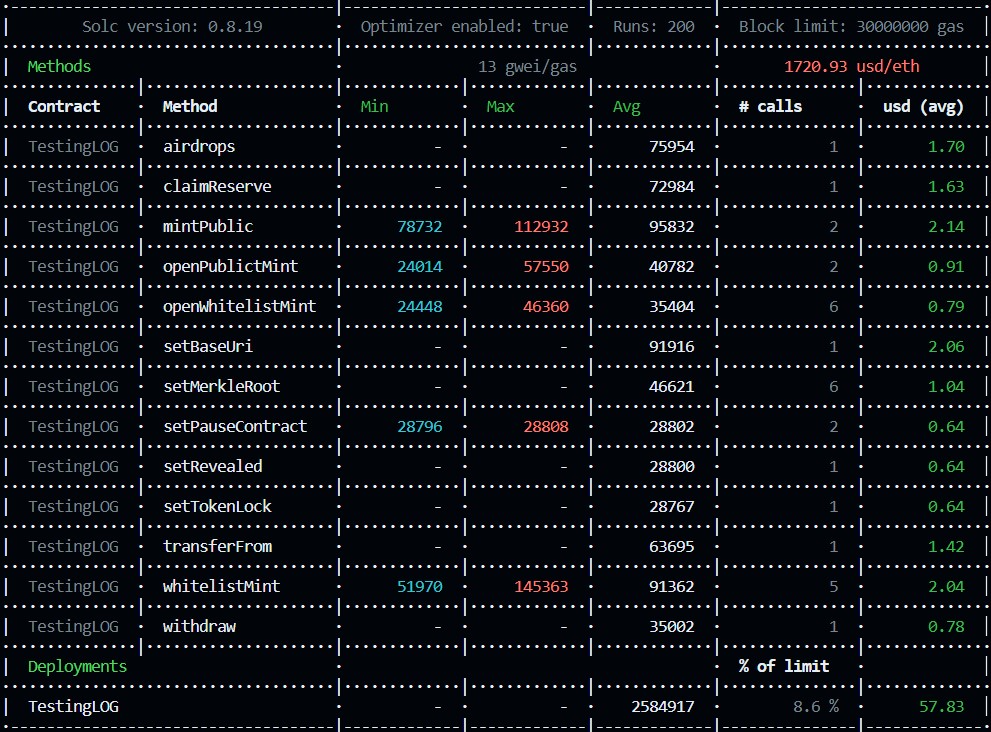 Solc version: 0.8.19 Optimizer enabled: true Runs: 200 Block limit: 30000000 gas
Methods 13 gwei/gas 1720.93 usd/eth
Contract Method Min Max Avg # calls usd (avg)
TestingLOG airdrops - - 75954 1 1.70
TestingLOG claimReserve - - 72984 1 1.63
TestingLOG mintPublic 78732 112932 95832 2 2.14
TestingLOG openPublictMint 24014 57550 40782 2 0.91
TestingLOG openWhitelistMint 24448 46360 35404 6 0.79
TestingLOG setBaseUri - - 91916 1 2.06
TestingLOG setMerkleRoot - - 46621 6 1.04
TestingLOG setPauseContract 28796 28808 28802 2 0.64
TestingLOG setRevealed - - 28800 1 0.64
TestingLOG setTokenLock - - 28767 1 0.64
TestingLOG transferFrom - - 63695 1 1.42
TestingLOG whitelistMint 51970 145363 91362 5 2.04
TestingLOG withdraw - - 35002 1 0.78
Deployments % of limit
TestingLOG - - 2584917 8.6 % 57.83